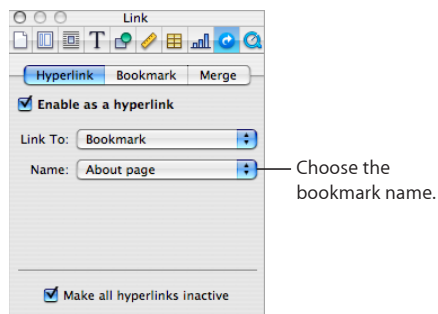 Link
T
Hyperlink Bookmark Merge
Enable as a hyperlink
Link To: Bookmark
Name: About page
Choose the
bookmark name.
Make all hyperlinks inactive